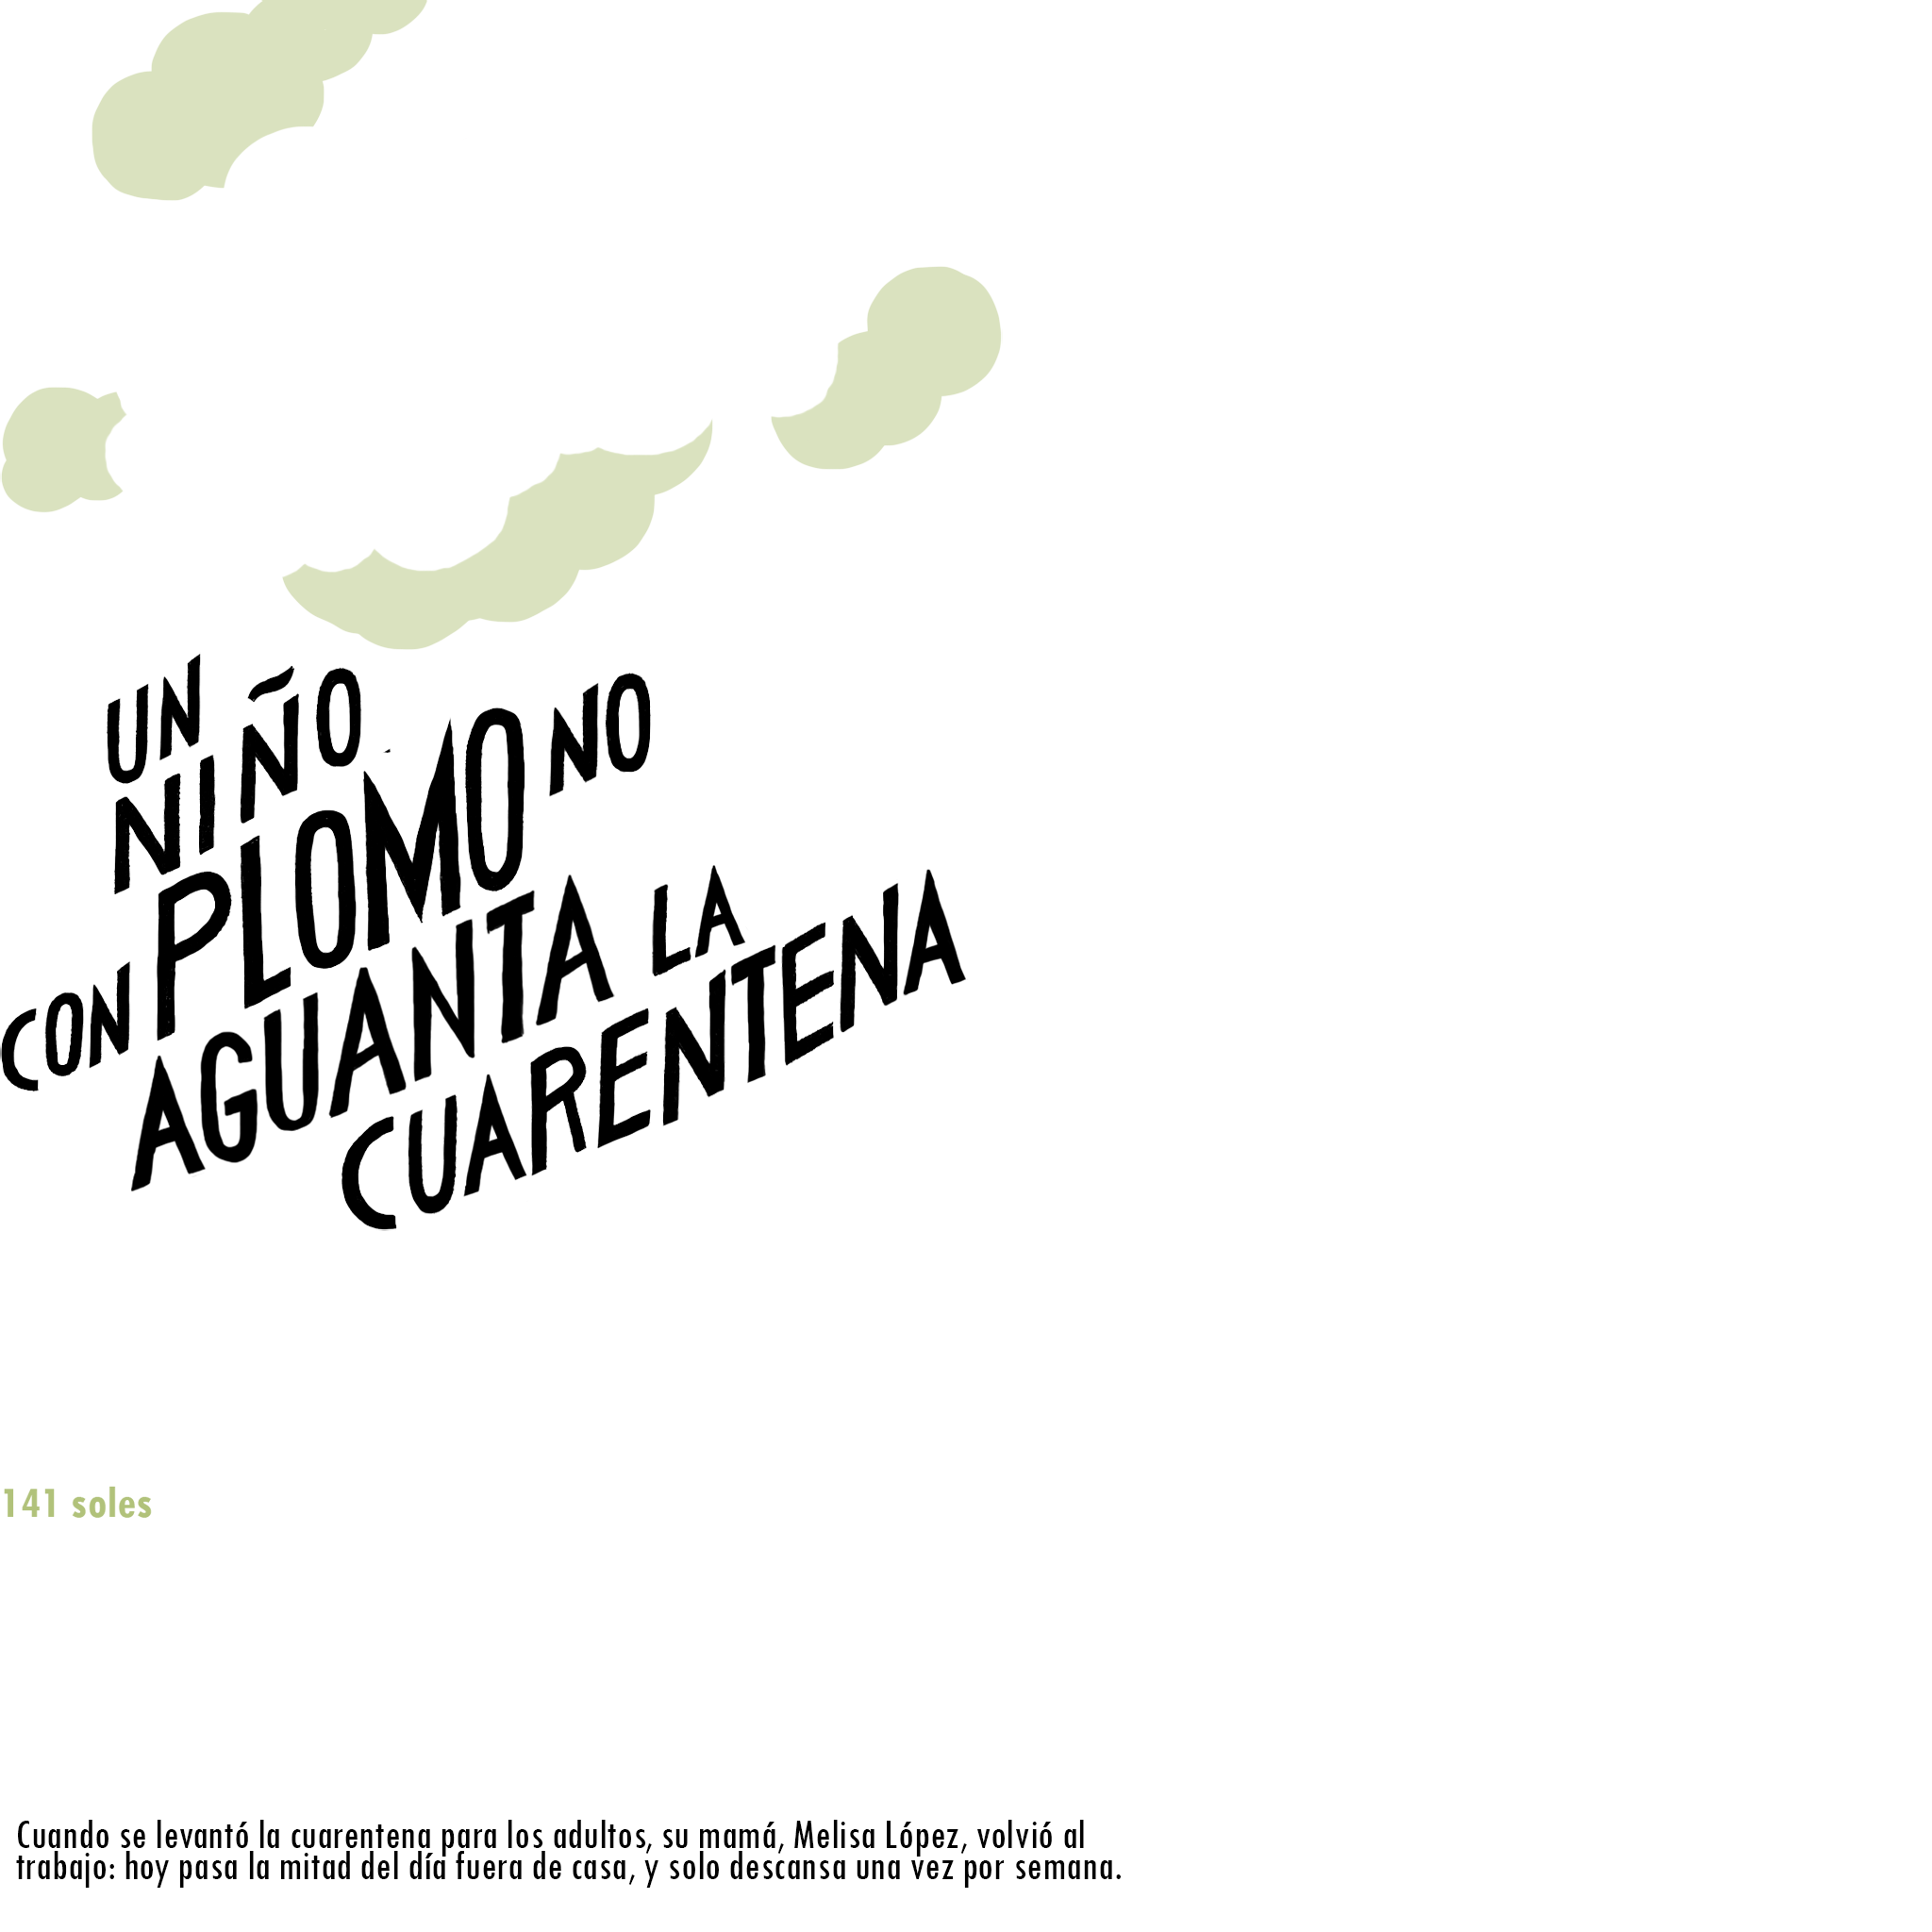 UN
NIÑO
CON PLOMO NO
AGUANTA LA
CUARENTENA
141 soles
Cuando se levantó la cuarentena para los adultos, su mamá, Melisa López, volvió al
trabajo: hoy pasa la mitad del día fuera de casa, y solo descansa una vez por semana.